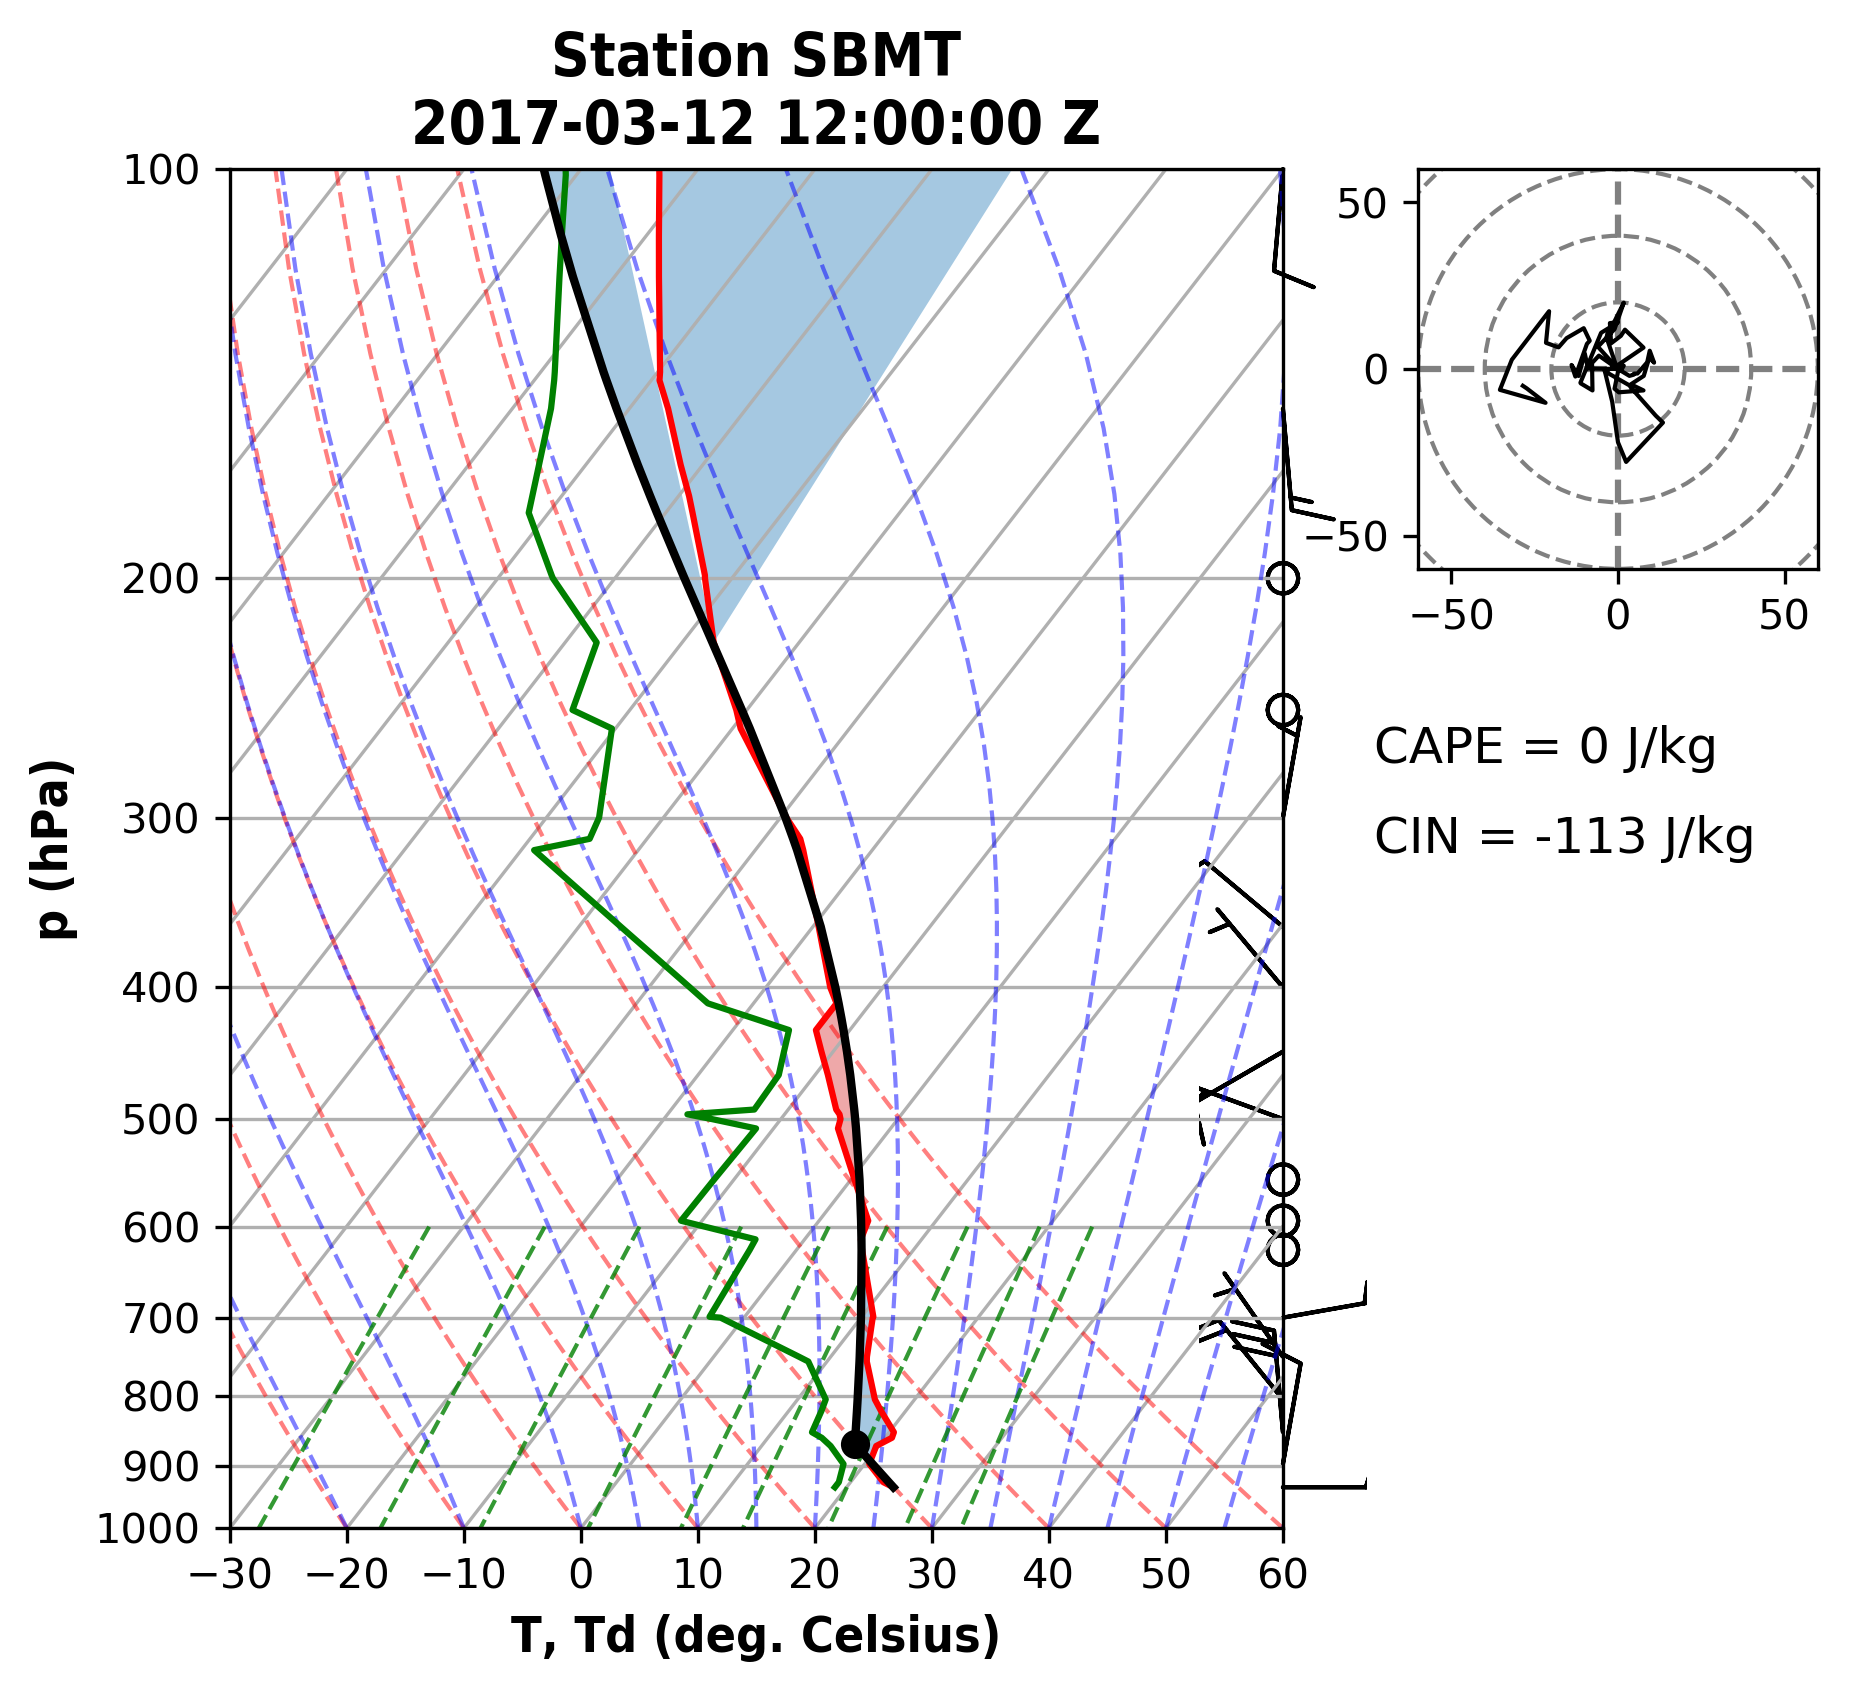 Station SBMT
2017-03-12 12:00:00 Z
100
200
300
400
500
600
700
800
900
1000
p (hPa)
−30 −20 −10 0 10 20 30 40 50 60
T, Td (deg. Celsius)
50
0
−50
−50 0 50
CAPE = 0 J/kg
CIN = -113 J/kg